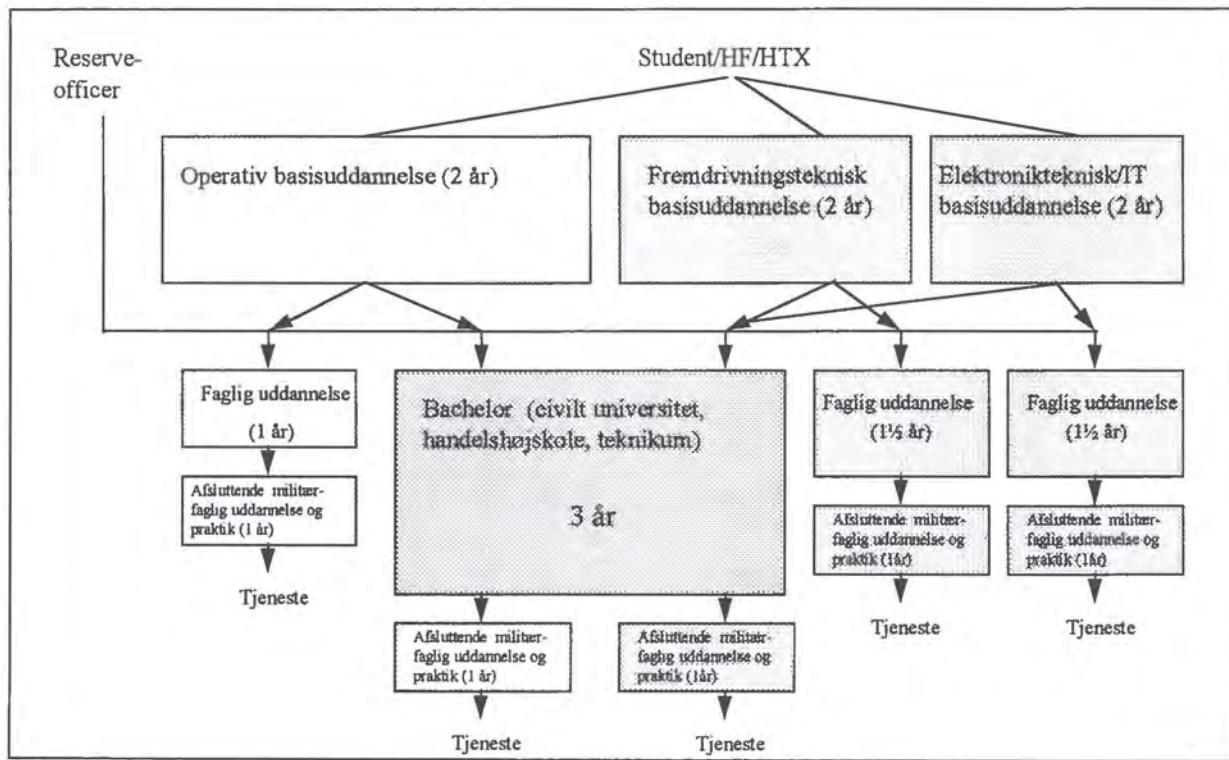 Reserve-
officer
Student/HF/HTX
Operativ basisuddannelse (2 år)
Fremdrivningsteknisk
basisuddannelse (2 år)
Elektronikteknisk/IT
basisuddannelse (2 år)
Faglig uddannelse
(1 år)
Bachelor (civilt universitet,
handelshøjskole, teknikum)
3 år
Faglig uddannelse
(1½ år)
Faglig uddannelse
(1½ år)
Afsluttende militær-
faglig uddannelse og
praktik (1 år)
Afsluttende militær-
faglig uddannelse og
praktik (1år)
Afsluttende militær-
faglig uddannelse og
praktik (1år)
Tjeneste
Tjeneste
Tjeneste
Afsluttende militær-
faglig uddannelse og
praktik (1 år)
Afsluttende militær-
faglig uddannelse og
praktik (1år)
Tjeneste
Tjeneste